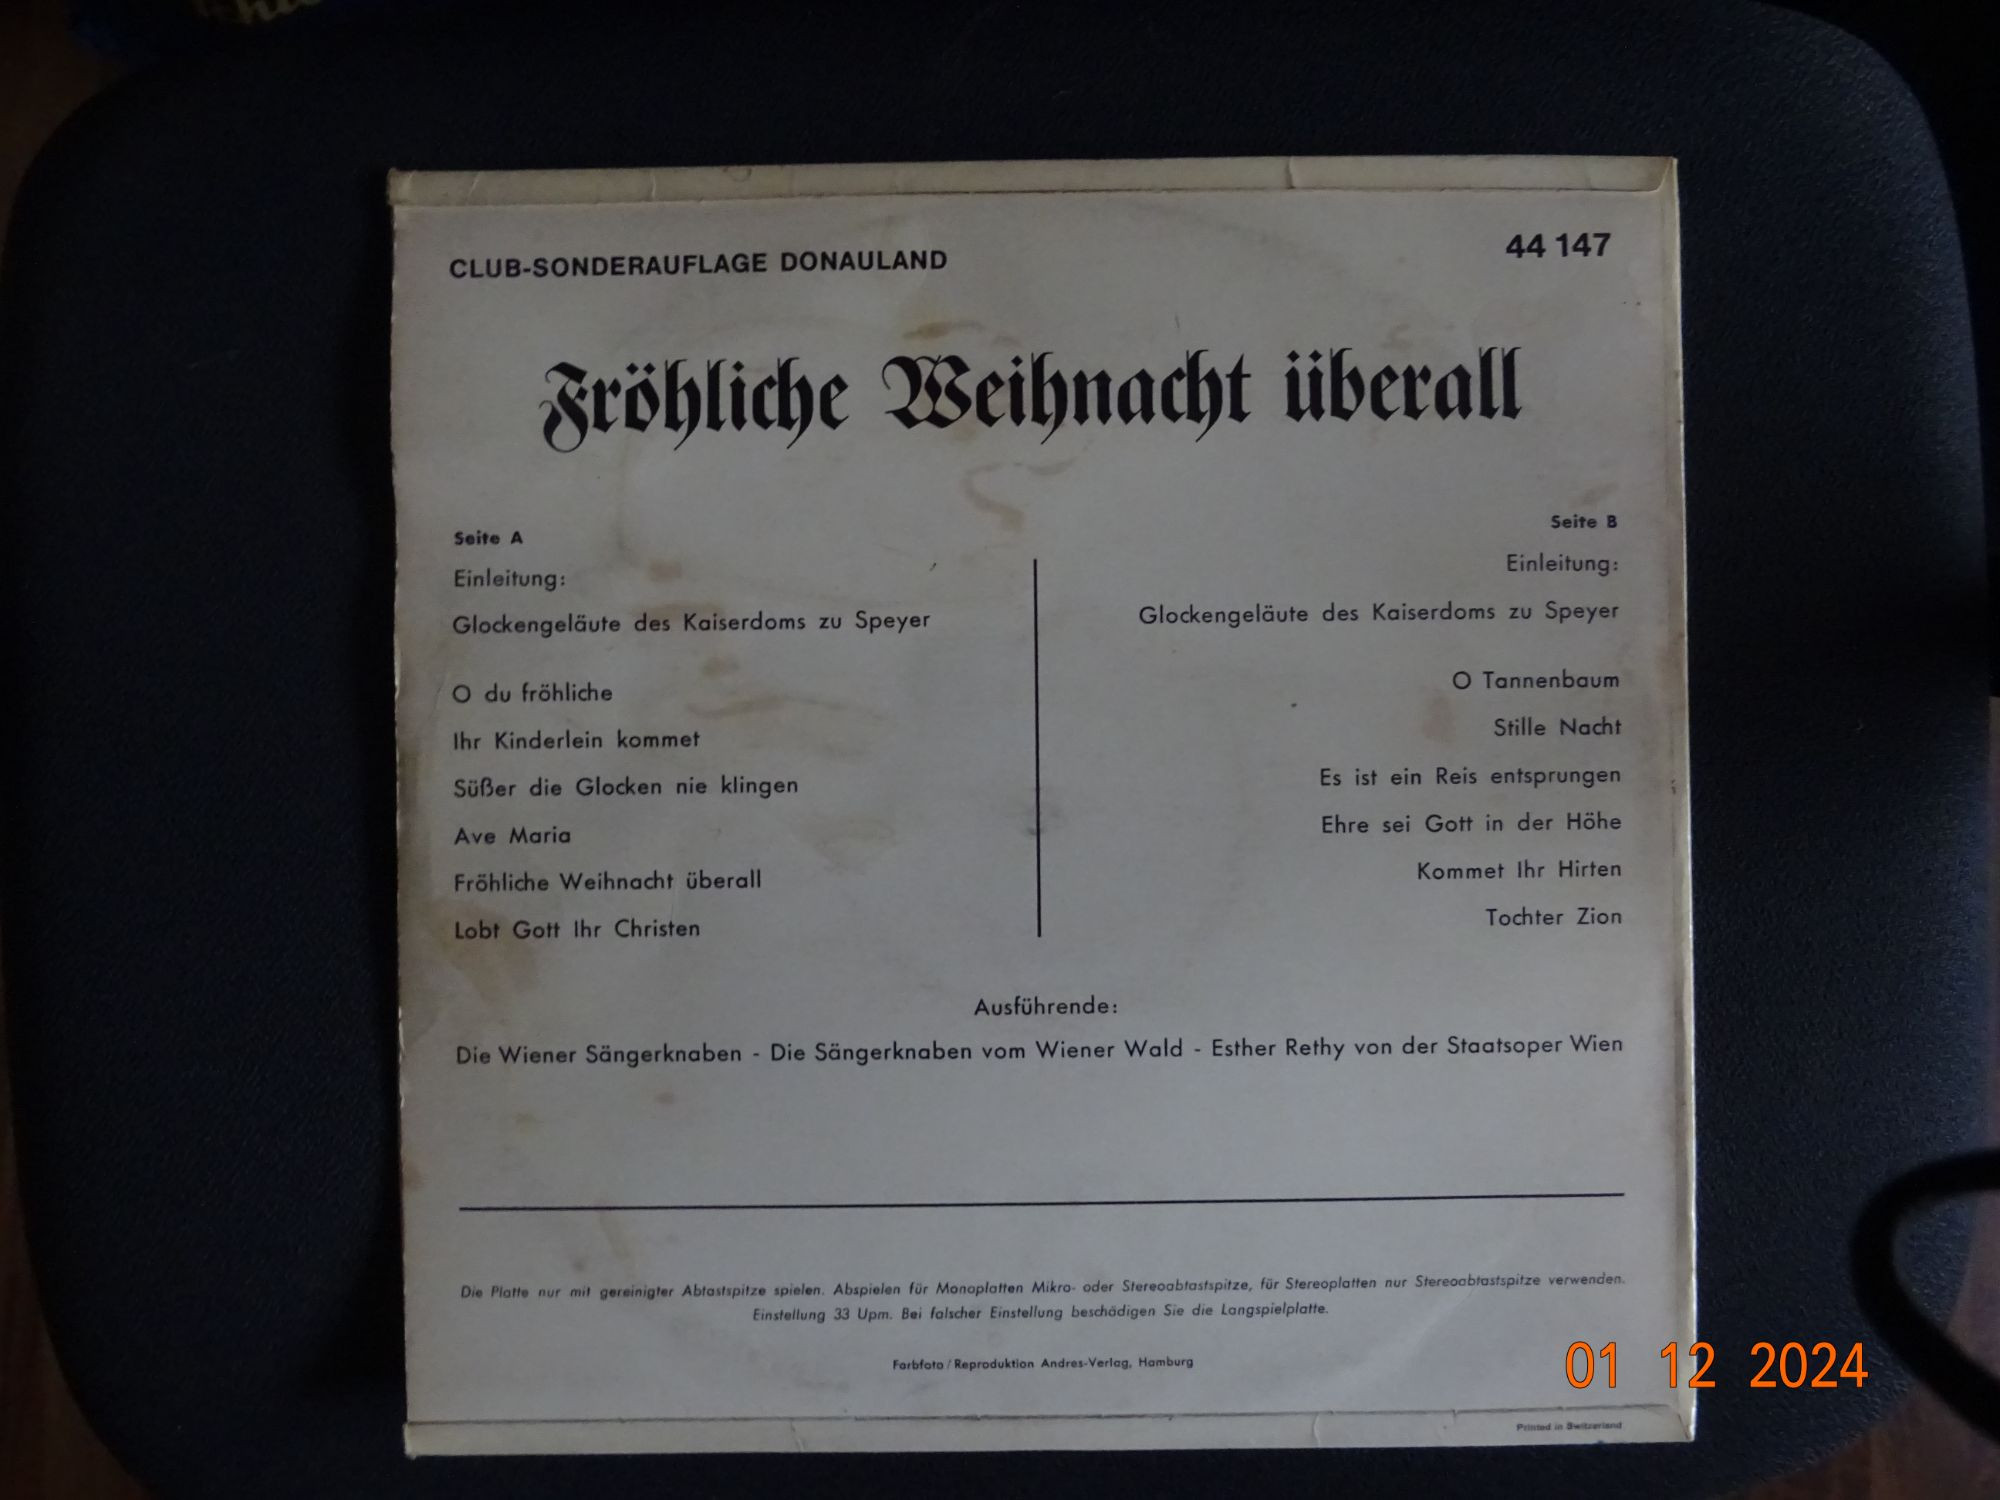 CLUB-SONDERAUFLAGE DONAULAND
44 147
Fröhliche Weihnacht überall
Seite A
Einleitung:
Glockengeläute des Kaiserdoms zu Speyer
O du fröhliche
Ihr Kinderlein kommet
Süßer die Glocken nie klingen
Ave Maria
Fröhliche Weihnacht überall
Lobt Gott Ihr Christen
Seite B
Einleitung:
Glockengeläute des Kaiserdoms zu Speyer
O Tannenbaum
Stille Nacht
Es ist ein Reis entsprungen
Ehre sei Gott in der Höhe
Kommet Ihr Hirten
Tochter Zion
Ausführende:
Die Wiener Sängerknaben - Die Sängerknaben vom Wiener Wald - Esther Rethy von der Staatsoper Wien
Die Platte nur mit gereinigter Abtastspitze spielen. Abspielen für Monoplatten Mikro- oder Stereoabtastspitze, für Stereoplatten nur Stereoabtastspitze verwenden.
Einstellung 33 Upm. Bei falscher Einstellung beschädigen Sie die Langspielplatte.
Farbfoto / Reproduktion Andres-Verlag, Hamburg
Printed in Switzerland
01 12 2024